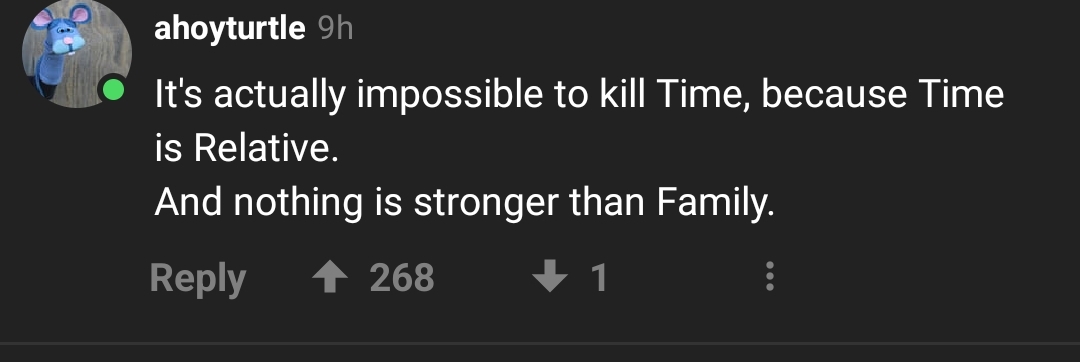 ahoyturtle 9h
It's actually impossible to kill Time, because Time
is Relative.
And nothing is stronger than Family.
Reply 268 1